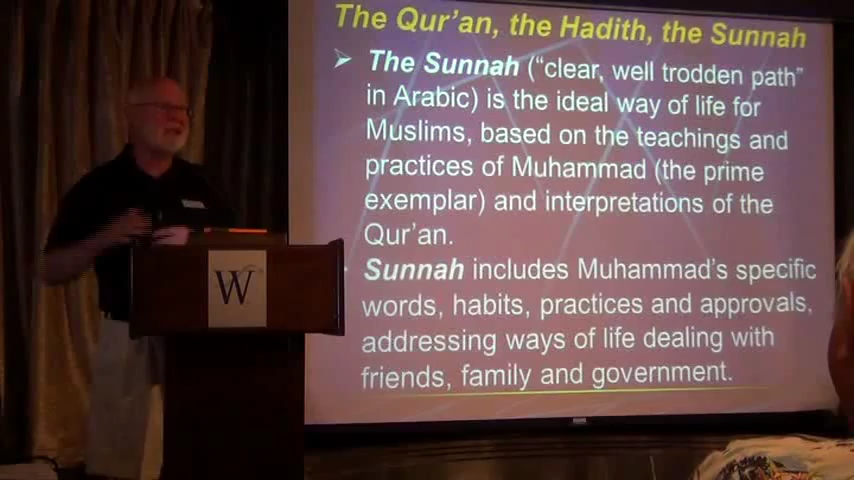 The Qur'an, the Hadith, the Sunnah
The Sunnah ("clear, well trodden path"
in Arabic) is the ideal way of life for
Muslims, based on the teachings and
practices of Muhammad (the prime
exemplar) and interpretations of the
Qur'an.
Sunnah includes Muhammad's specific
words, habits, practices and approvals,
addressing ways of life dealing with
friends, family and government.
W